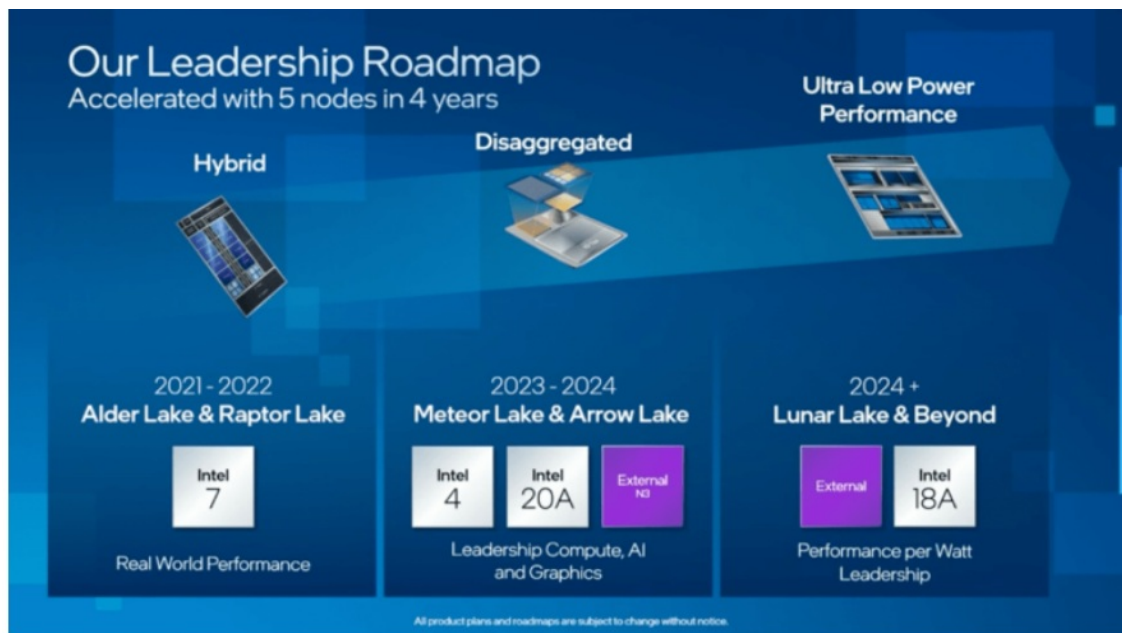 Our Leadership Roadmap
Accelerated with 5 nodes in 4 years
Hybrid
Disaggregated
Ultra Low Power
Performance
2021 - 2022
Alder Lake & Raptor Lake
Intel
7
Real World Performance
2023 - 2024
Meteor Lake & Arrow Lake
Intel
4
Intel
20A
External
N3
Leadership Compute, AI
and Graphics
2024 +
Lunar Lake & Beyond
External
Intel
18A
Performance per Watt
Leadership
All product plans and roadmaps are subject to change without notice.